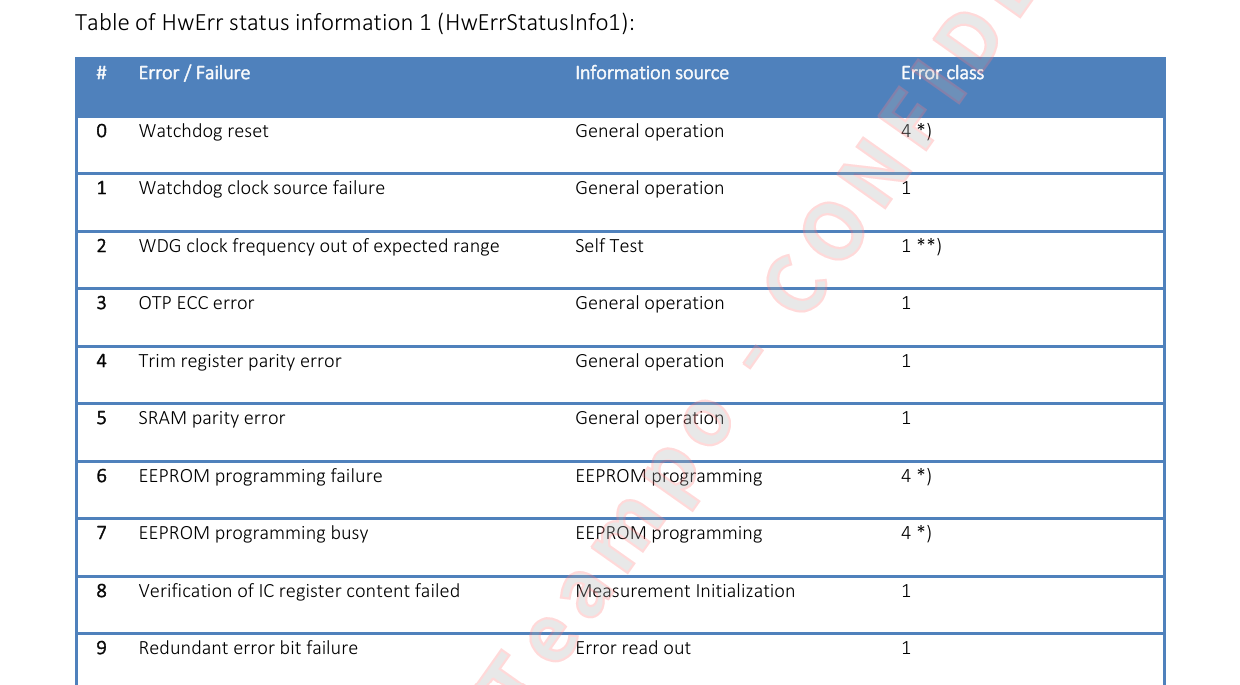 Table of HwErr status information 1 (HwErrStatusInfo1):
# Error / Failure Information source Error class
0 Watchdog reset General operation 4 *)
1 Watchdog clock source failure General operation 1
2 WDG clock frequency out of expected range Self Test 1 **)
3 OTP ECC error General operation 1
4 Trim register parity error General operation 1
5 SRAM parity error General operation 1
6 EEPROM programming failure EEPROM programming 4 *)
7 EEPROM programming busy EEPROM programming 4 *)
8 Verification of IC register content failed Measurement Initialization 1
9 Redundant error bit failure Error read out 1
Teampo - CONFIDE